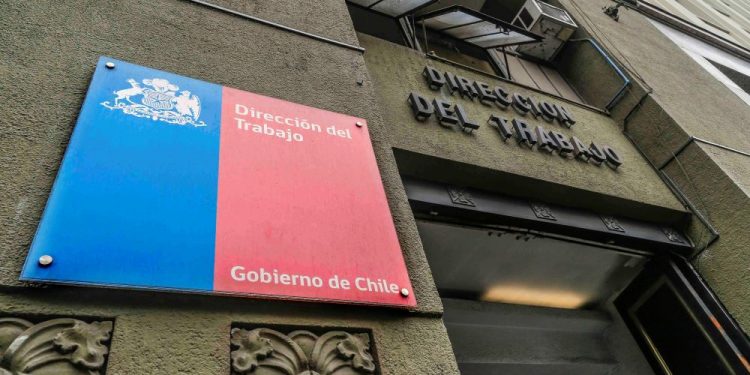 Dirección del
Trabajo
Gobierno de Chile
DIRECCION
DEL TRABAJO